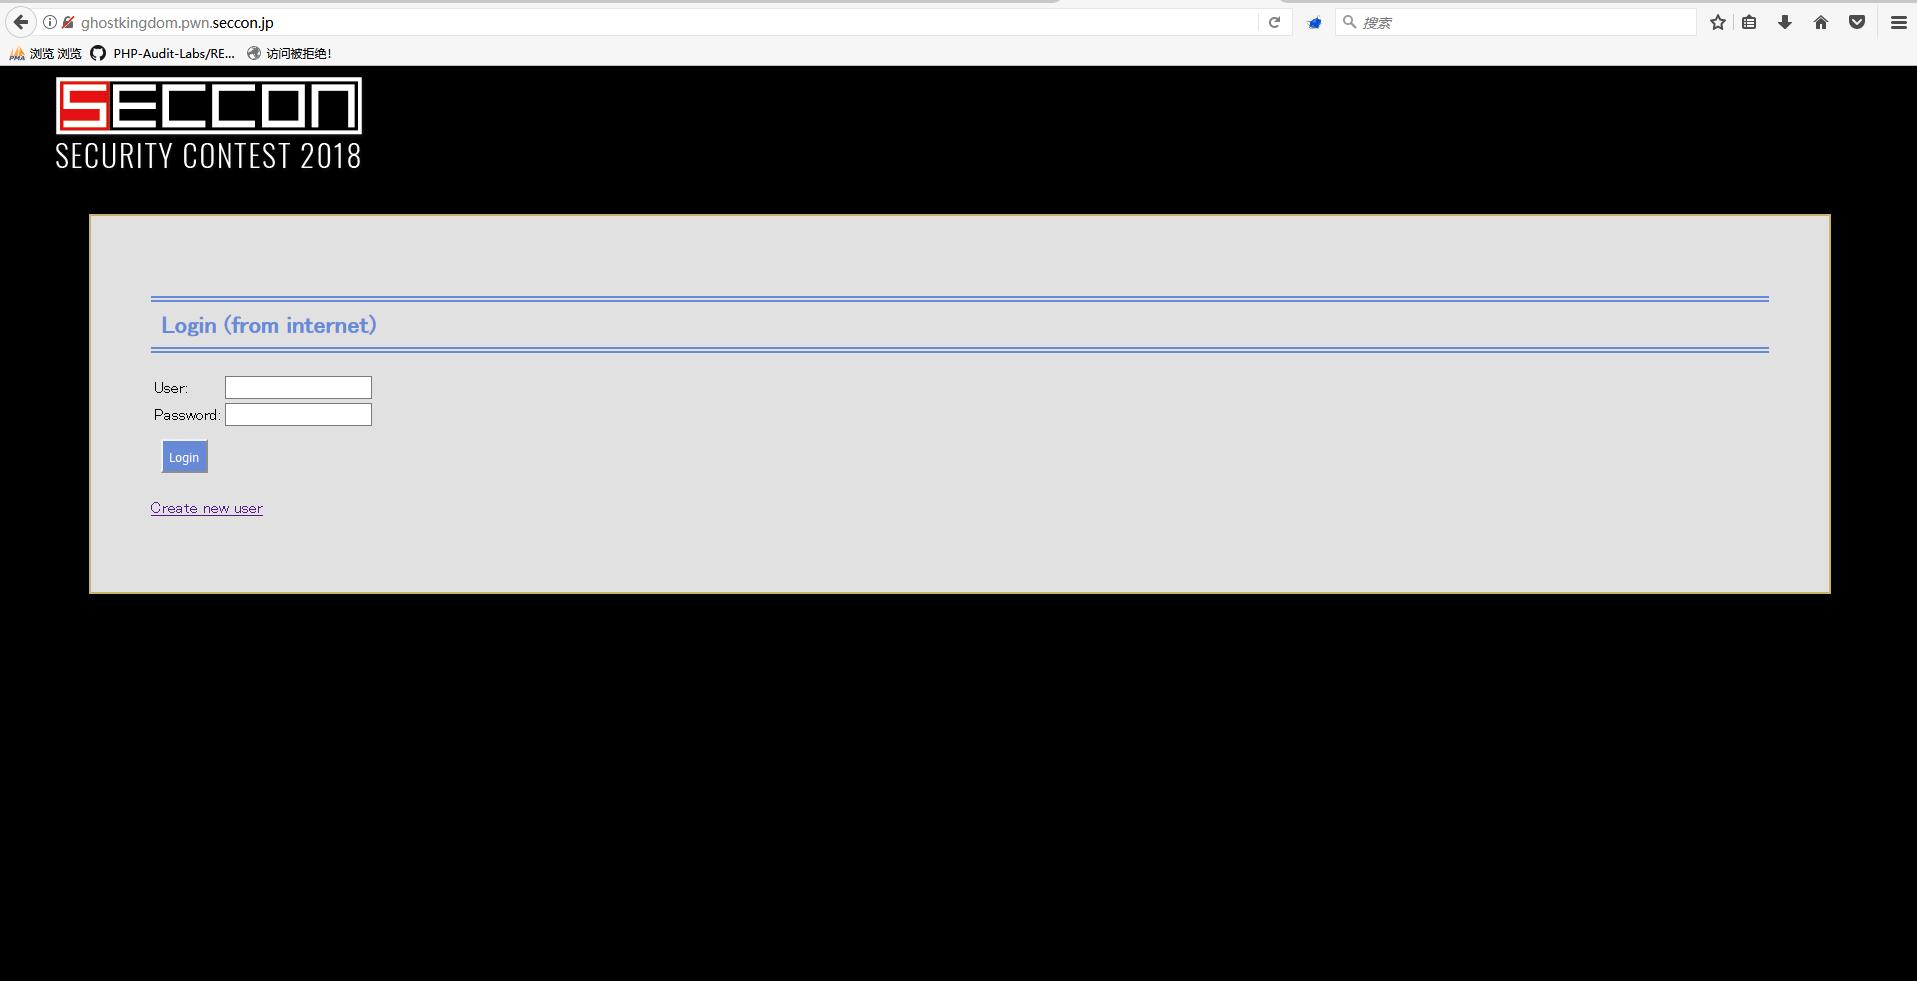 ghostkingdom.pwn.seccon.jp
搜索
浏览 浏览 PHP-Audit-Labs/RE... 访问被拒绝!
SECCON
SECURITY CONTEST 2018
Login (from internet)
User:
Password:
Login
Create new user